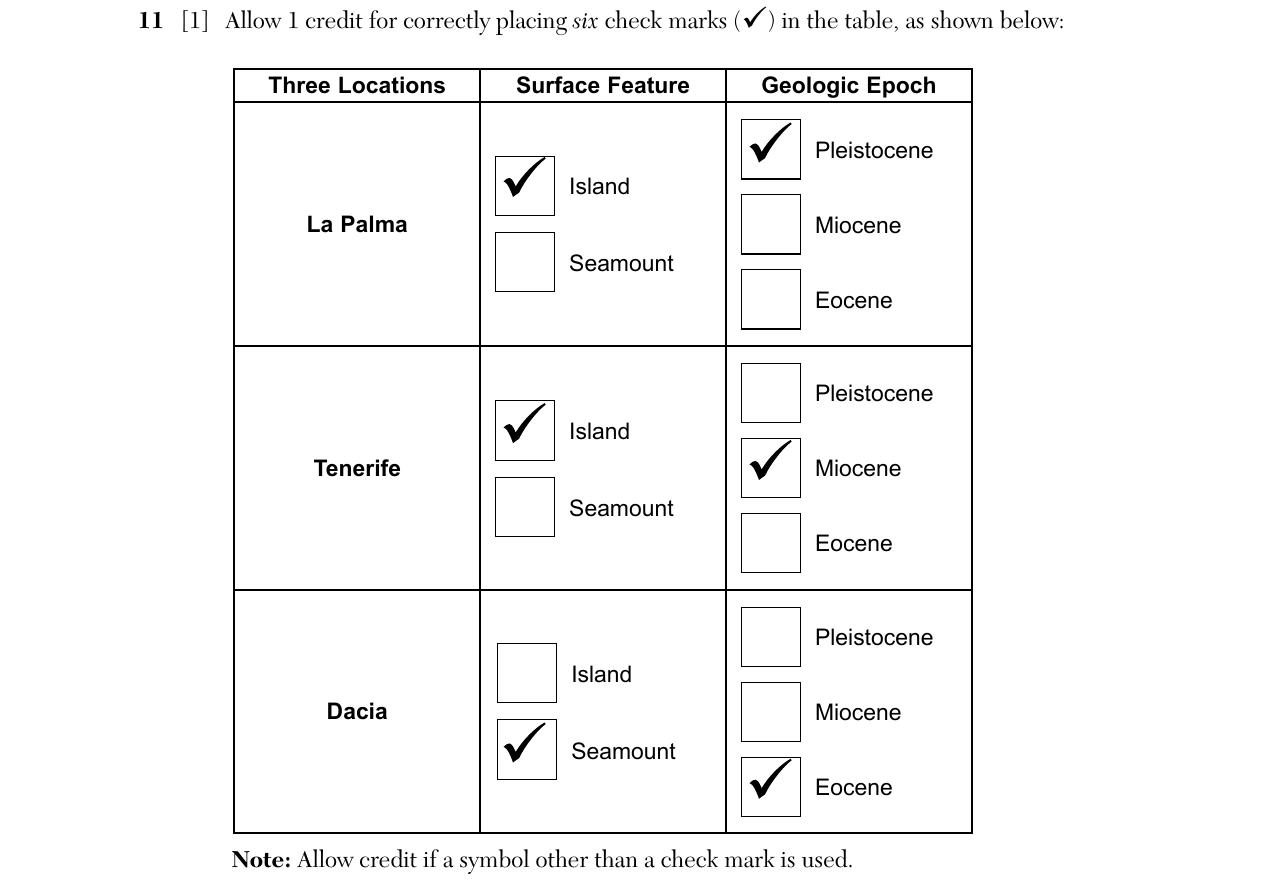 11 [1] Allow 1 credit for correctly placing six check marks (✓) in the table, as shown below:
Three Locations Surface Feature Geologic Epoch
La Palma
✓ Island
Seamount
✓ Pleistocene
Miocene
Eocene
Tenerife
✓ Island
Seamount
Pleistocene
✓ Miocene
Eocene
Dacia
Island
✓ Seamount
Pleistocene
Miocene
✓ Eocene
Note: Allow credit if a symbol other than a check mark is used.